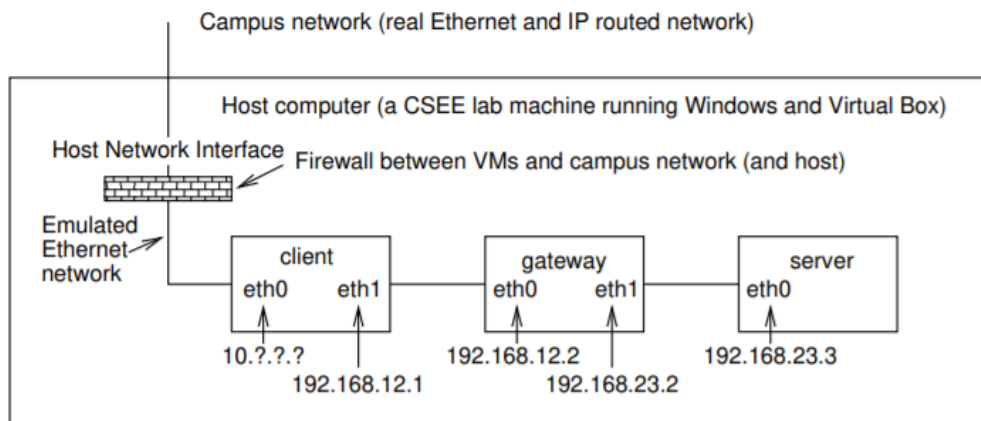 Campus network (real Ethernet and IP routed network)
Host computer (a CSEE lab machine running Windows and Virtual Box)
Host Network Interface
Firewall between VMs and campus network (and host)
Emulated
Ethernet
network
client
eth0 eth1
gateway
eth0 eth1
server
eth0
10.?.?.?
192.168.12.1
192.168.12.2
192.168.23.2
192.168.23.3